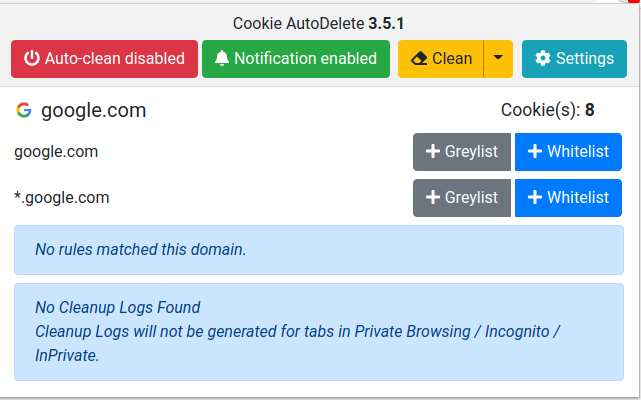 Cookie AutoDelete 3.5.1
Auto-clean disabled Notification enabled Clean Settings
google.com Cookie(s): 8
google.com Greylist Whitelist
*.google.com Greylist Whitelist
No rules matched this domain.
No Cleanup Logs Found
Cleanup Logs will not be generated for tabs in Private Browsing / Incognito /
InPrivate.